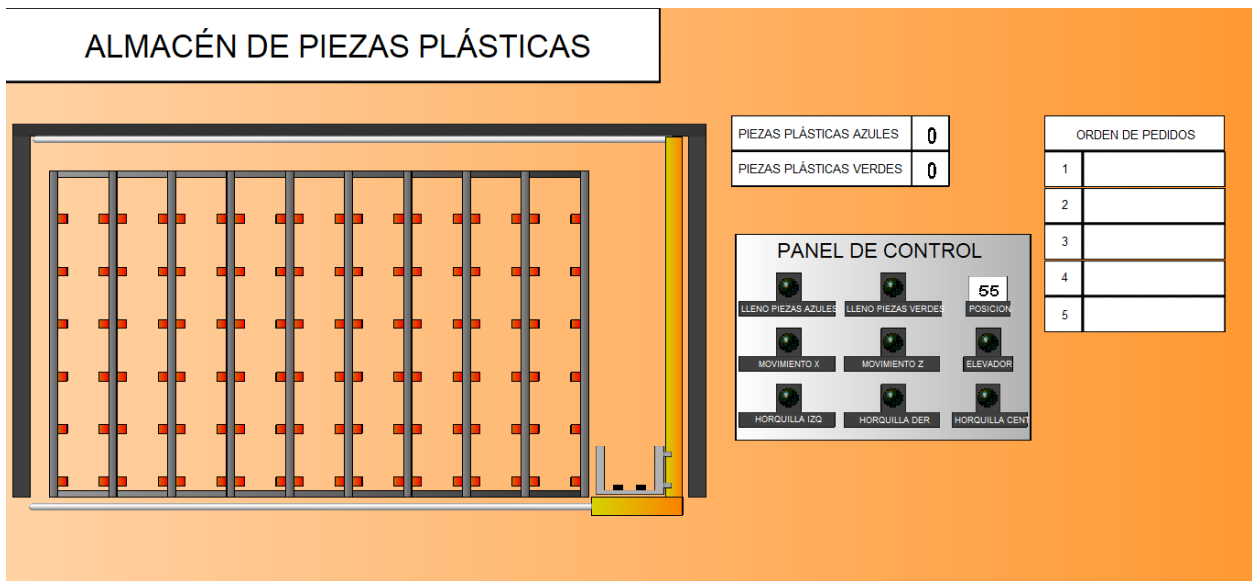 ALMACÉN DE PIEZAS PLÁSTICAS
PIEZAS PLÁSTICAS AZULES 0
PIEZAS PLÁSTICAS VERDES 0
ORDEN DE PEDIDOS
1
2
3
4
5
PANEL DE CONTROL
55
LLENO PIEZAS AZULES LLENO PIEZAS VERDES POSICION
MOVIMIENTO X MOVIMIENTO Z ELEVADOR
HORQUILLA IZQ HORQUILLA DER HORQUILLA CENT